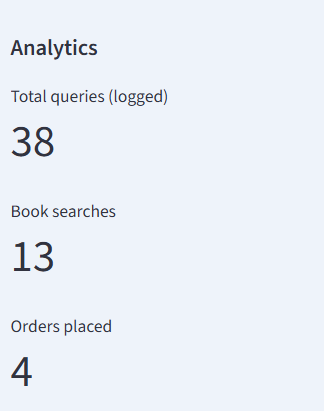 Analytics
Total queries (logged)
38
Book searches
13
Orders placed
4